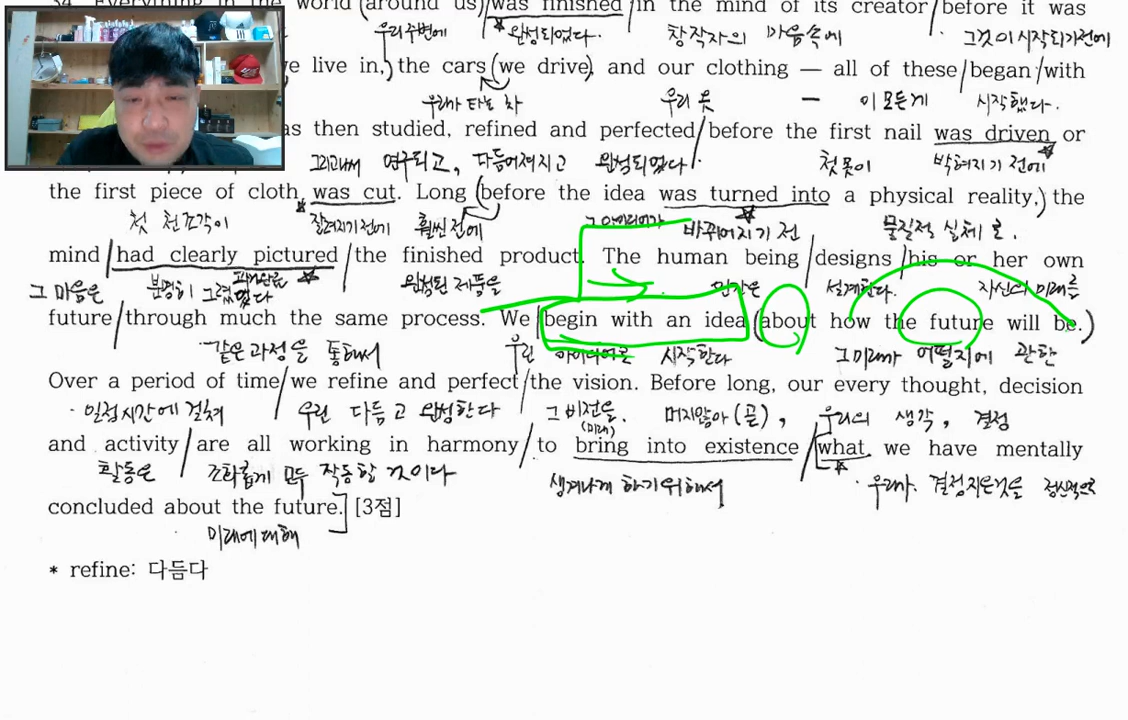 34. Everything in the world (around us) / was finished / in the mind of its creator / before it was
우리 주변에 완성되었다. 창작자의 마음속에 그것이 시작되기전에
we live in,) the cars (we drive), and our clothing — all of these / began / with
우리가 타는 차 우리 옷 — 이 모든게 시작했다.
as then studied, refined and perfected / before the first nail was driven or
그리고나서 연구되고, 다듬어져지고 완성되었다. 첫 못이 박혀지기 전에
the first piece of cloth was cut. Long (before the idea was turned into a physical reality,) the
첫 천조각이 잘려지기전에 훨씬 전에 그 아이디어가 바뀌어지기 전 물질적 실체로.
mind / had clearly pictured / the finished product. The human being / designs / his or her own
그 마음은 분명히 그렸었다 과거완료 완성된 제품을 인간은 설계한다. 자신의 미래를
future / through much the same process. We / begin with an idea (about how the future will be.)
같은 과정을 통해서 우린 아이디어로 시작한다 그 미래가 어떨지에 관한
Over a period of time / we refine and perfect / the vision. Before long, our every thought, decision
일정시간에 걸쳐 우린 다듬고 완성한다 그 비전을. (미래) 머지않아 (곧), 우리의 생각, 결정
and activity / are all working in harmony / to bring into existence / what we have mentally
활동은 조화롭게 모두 작동할 것이다 생겨나게 하기위해서 우리가 결정지은것을 정신적으로
concluded about the future.] [3점]
미래에 대해
* refine: 다듬다